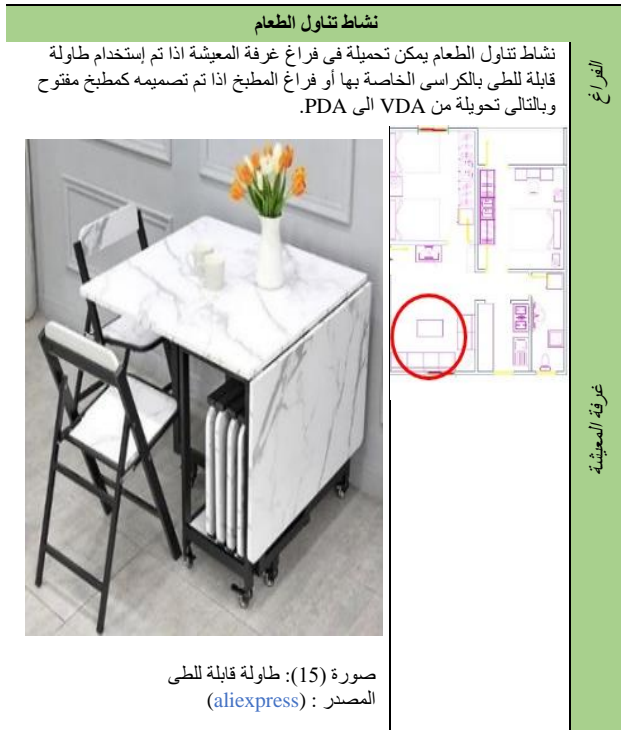 نشاط تناول الطعام
الفراغ
نشاط تناول الطعام يمكن تحميلة فى فراغ غرفة المعيشة اذا تم إستخدام طاولة
قابلة للطى بالكراسى الخاصة بها أو فراغ المطبخ اذا تم تصميمه كمطبخ مفتوح
وبالتالى تحويلة من VDA الى PDA.
غرفة المعيشة
صورة (15): طاولة قابلة للطى
المصدر : (aliexpress)